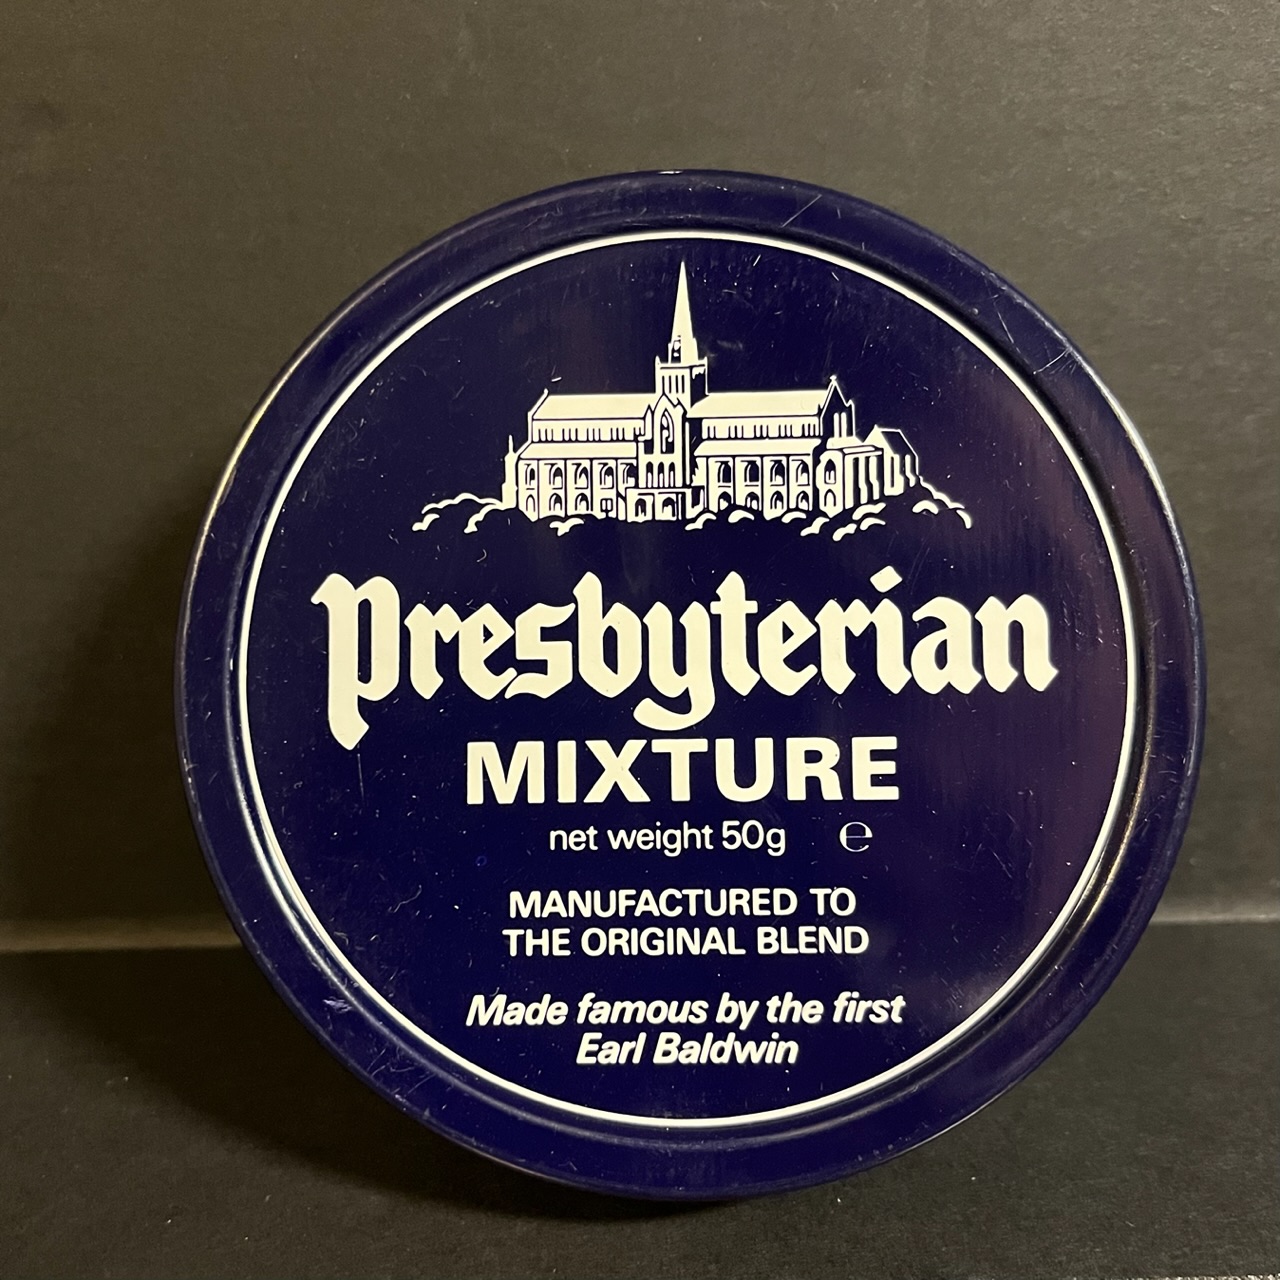 Presbyterian
MIXTURE
net weight 50g ℮
MANUFACTURED TO
THE ORIGINAL BLEND
Made famous by the first
Earl Baldwin